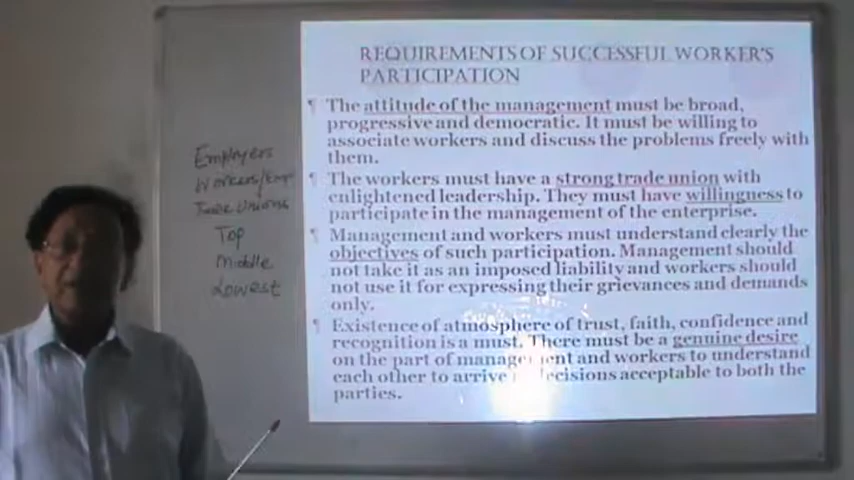 REQUIREMENTS OF SUCCESSFUL WORKER'S
PARTICIPATION
The attitude of the management must be broad,
progressive and democratic. It must be willing to
associate workers and discuss the problems freely with
them.
The workers must have a strong trade union with
enlightened leadership. They must have willingness to
participate in the management of the enterprise.
Management and workers must understand clearly the
objectives of such participation. Management should
not take it as an imposed liability and workers should
not use it for expressing their grievances and demands
only.
Existence of atmosphere of trust, faith, confidence and
recognition is a must. There must be a genuine desire
on the part of management and workers to understand
each other to arrive decisions acceptable to both the
parties.
Employers
Workers/Emp
Trade Unions
Top
Middle
Lowest